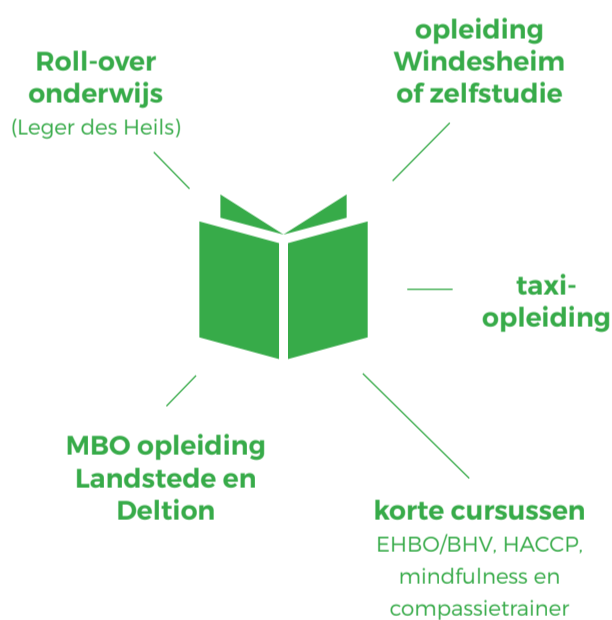 Roll-over
onderwijs
(Leger des Heils)
opleiding
Windesheim
of zelfstudie
taxi-
opleiding
MBO opleiding
Landstede en
Deltion
korte cursussen
EHBO/BHV, HACCP,
mindfulness en
compassietrainer